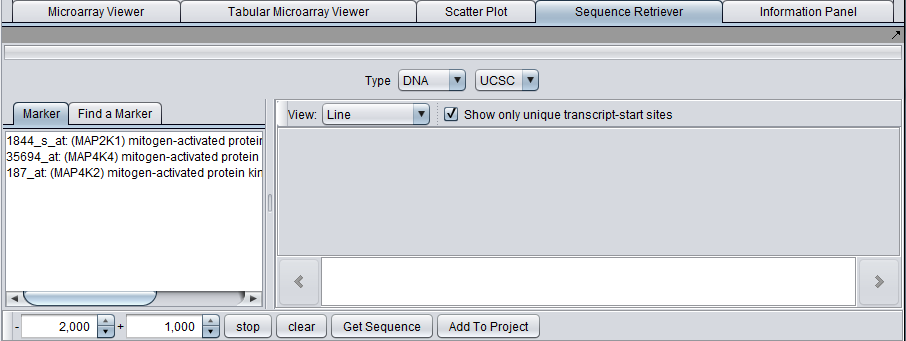 Microarray Viewer Tabular Microarray Viewer Scatter Plot Sequence Retriever Information Panel
Type DNA UCSC
Marker Find a Marker
View: Line Show only unique transcript-start sites
1844_s_at: (MAP2K1) mitogen-activated protein
35694_at: (MAP4K4) mitogen-activated protein
187_at: (MAP4K2) mitogen-activated protein kin
- 2,000 + 1,000 stop clear Get Sequence Add To Project